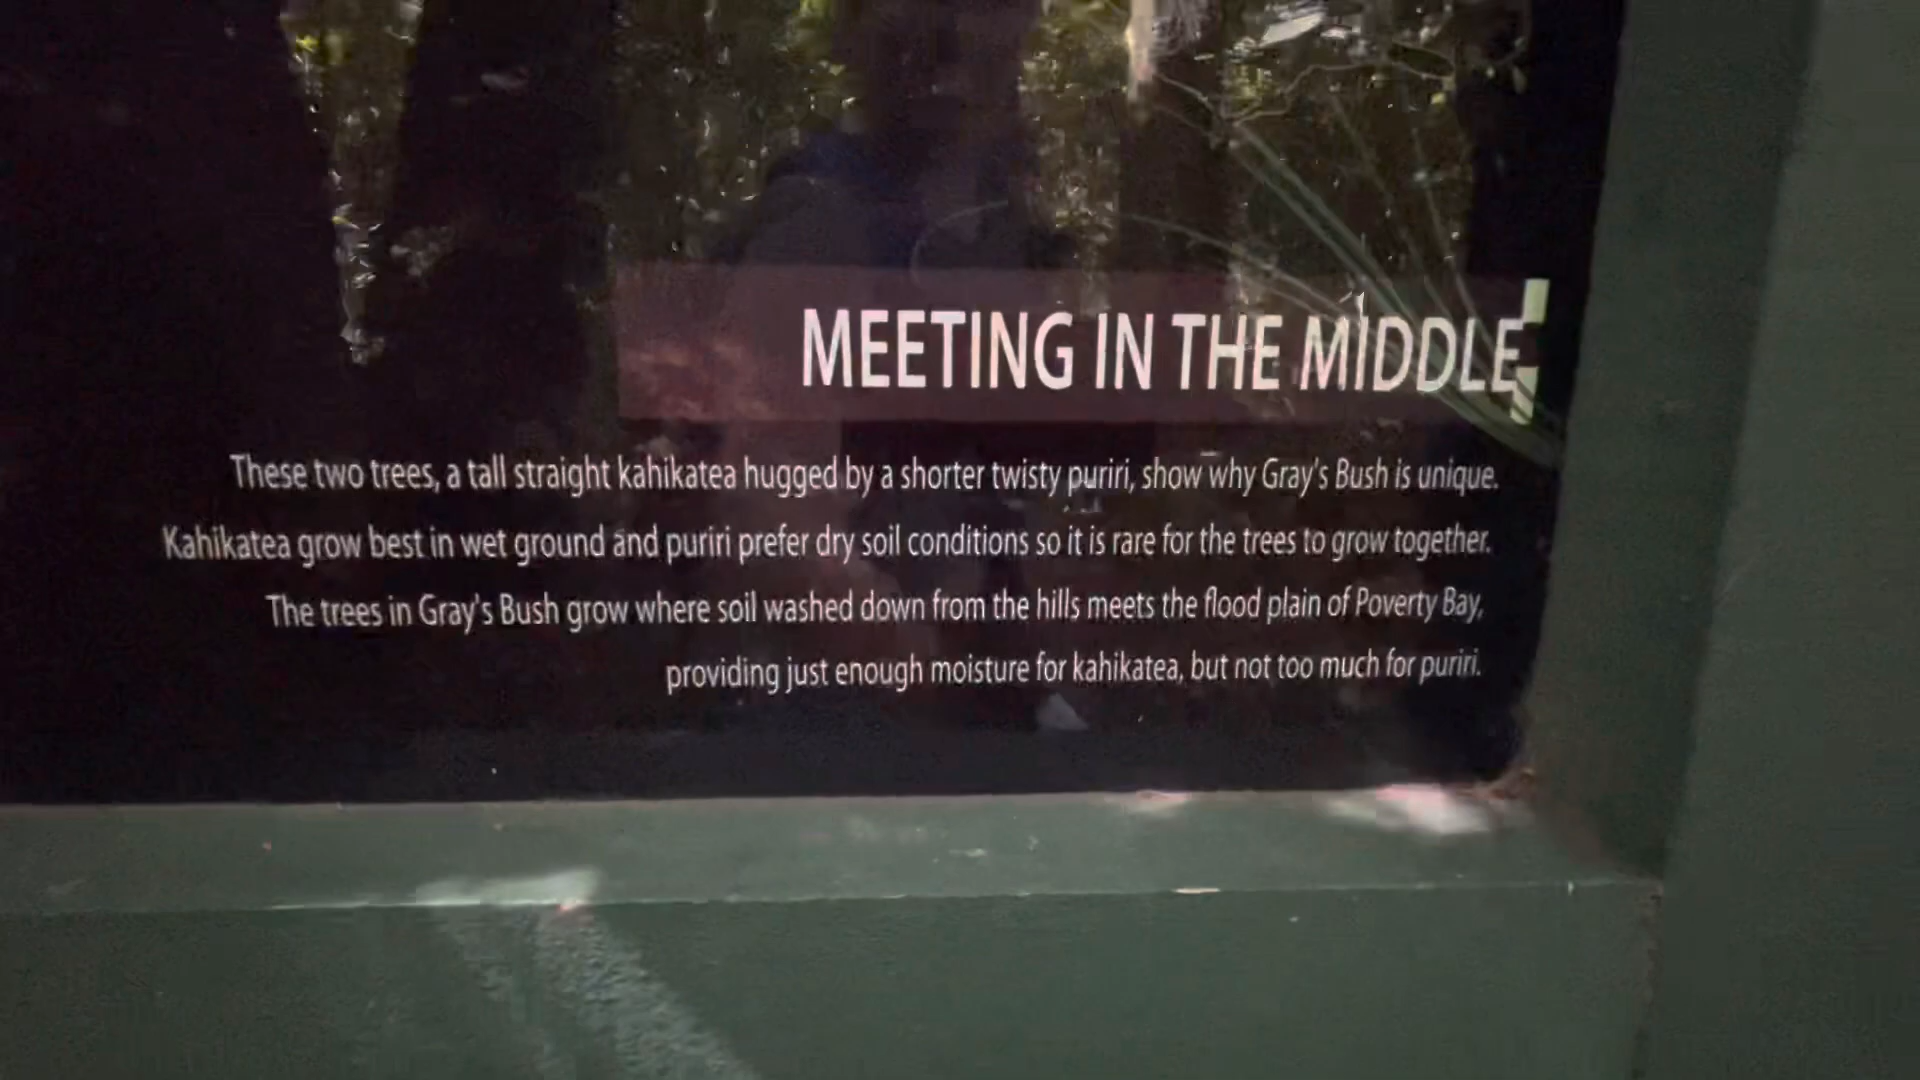 MEETING IN THE MIDDLE
These two trees, a tall straight kahikatea hugged by a shorter twisty puriri, show why Gray's Bush is unique.
Kahikatea grow best in wet ground and puriri prefer dry soil conditions so it is rare for the trees to grow together.
The trees in Gray's Bush grow where soil washed down from the hills meets the flood plain of Poverty Bay,
providing just enough moisture for kahikatea, but not too much for puriri.